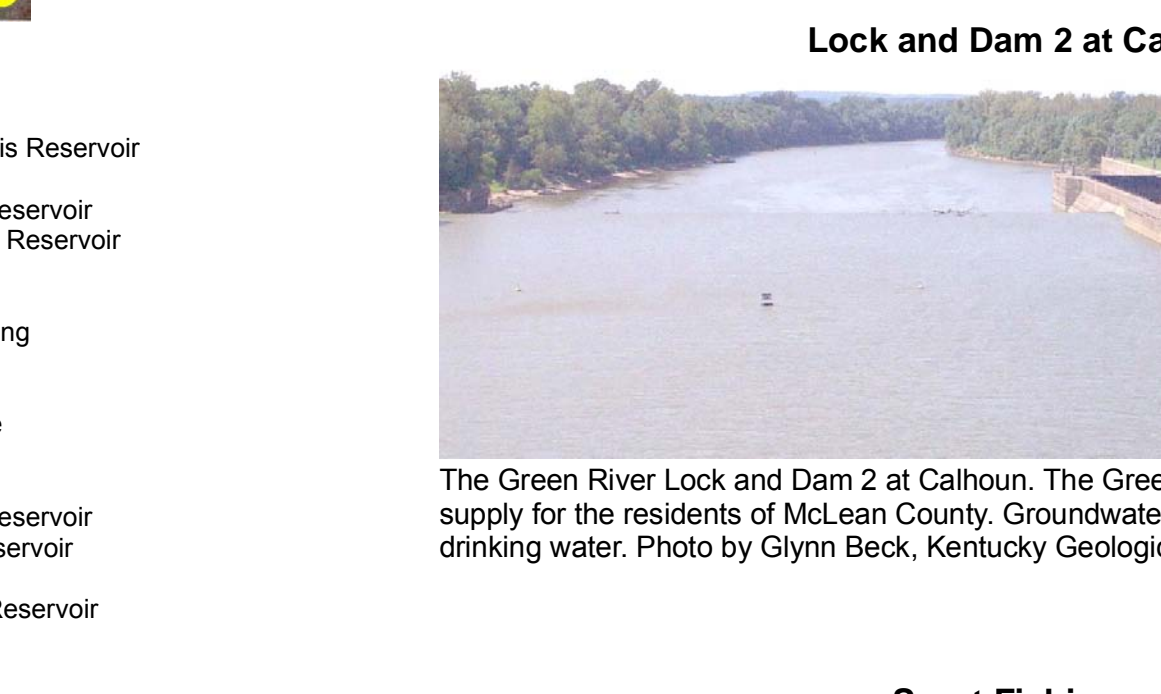 Lock and Dam 2 at Ca
is Reservoir
eservoir
Reservoir
ng
e
eservoir
servoir
Reservoir
The Green River Lock and Dam 2 at Calhoun. The Gree
supply for the residents of McLean County. Groundwate
drinking water. Photo by Glynn Beck, Kentucky Geologic